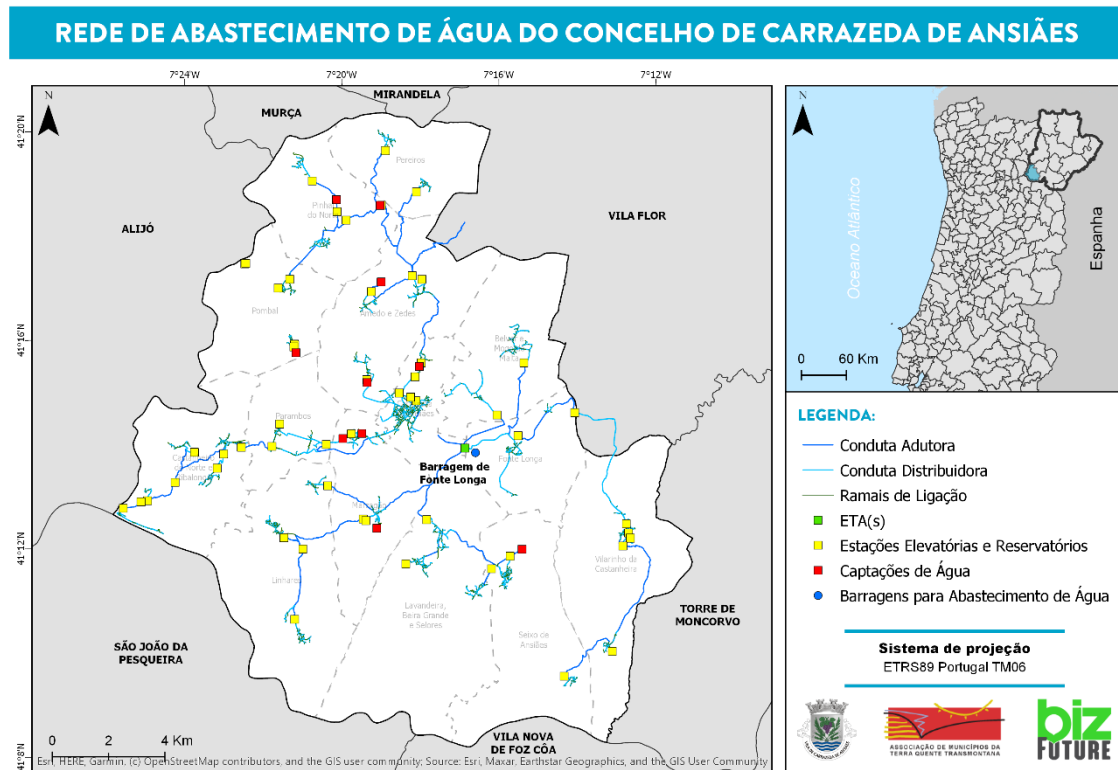 REDE DE ABASTECIMENTO DE ÁGUA DO CONCELHO DE CARRAZEDA DE ANSIÃES
7°24'W
7°20'W
7°16'W
7°12'W
41°20'N
41°16'N
41°12'N
41°8'N
N
MURÇA
MIRANDELA
ALIJÓ
VILA FLOR
Pereiros
Pombal
Amedo e Zedes
Parambos
Fonte Longa
Barragem de
Fonte Longa
Linhares
Vilarinho da
Castanheira
Lavandeira,
Beira Grande
e Selores
Seixo de
Ansiães
SÃO JOÃO DA
PESQUEIRA
TORRE DE
MONCORVO
VILA NOVA
DE FOZ CÔA
0 2 4 Km
Esri, HERE, Garmin, (c) OpenStreetMap contributors, and the GIS user community; Source: Esri, Maxar, Earthstar Geographics, and the GIS User Community
N
Oceano Atlântico
Espanha
0 60 Km
LEGENDA:
Conduta Adutora
Conduta Distribuidora
Ramais de Ligação
ETA(s)
Estações Elevatórias e Reservatórios
Captações de Água
Barragens para Abastecimento de Água
Sistema de projeção
ETRS89 Portugal TM06
ASSOCIAÇÃO DE MUNICÍPIOS DA
TERRA QUENTE TRANSMONTANA
biz
FUTURE